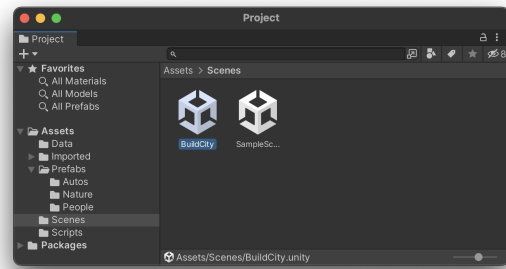 Project
Project
8
Favorites
All Materials
All Models
All Prefabs
Assets
Data
Imported
Prefabs
Autos
Nature
People
Scenes
Scripts
Packages
Assets > Scenes
BuildCity
SampleSc...
Assets/Scenes/BuildCity.unity